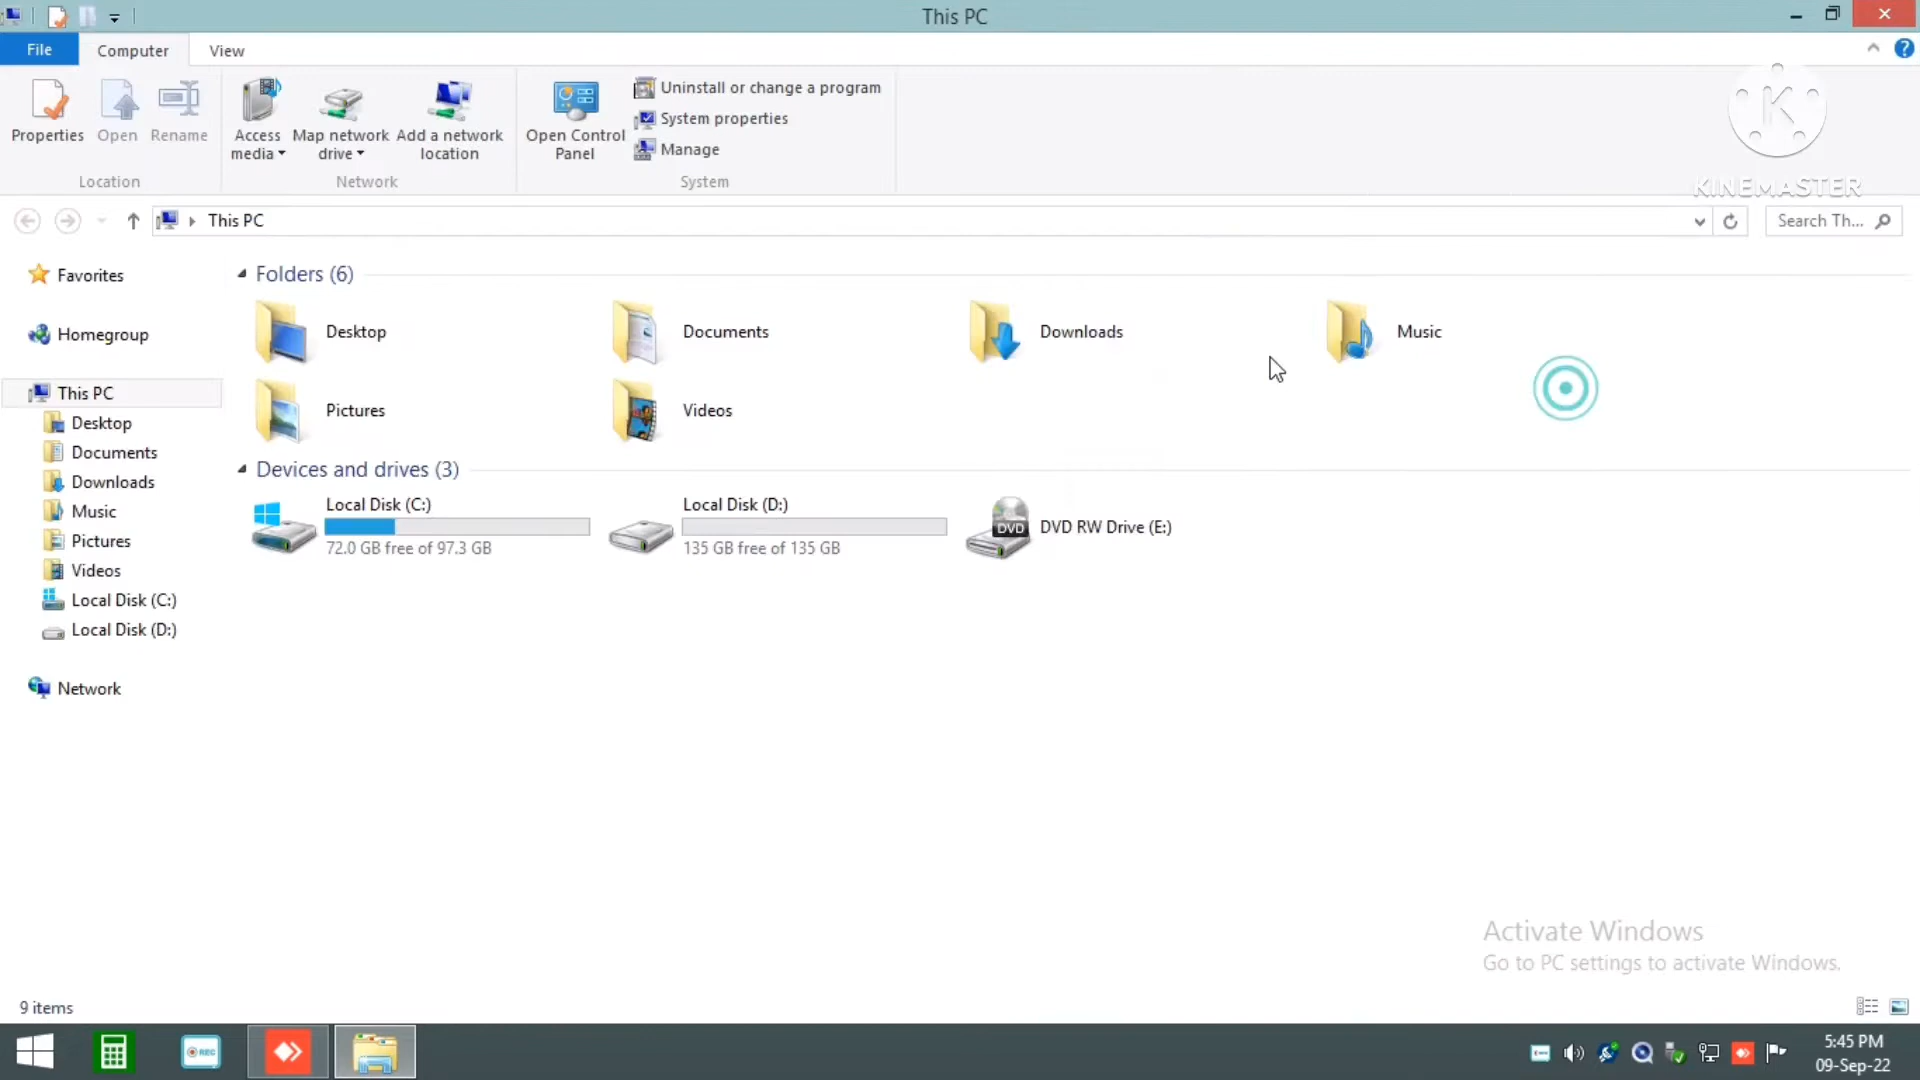 This PC
File
Computer
View
Properties
Open
Rename
Location
Access media
Map network drive
Add a network location
Network
Open Control Panel
Uninstall or change a program
System properties
Manage
System
KINEMASTER
This PC
Search Th...
Favorites
Homegroup
This PC
Desktop
Documents
Downloads
Music
Pictures
Videos
Local Disk (C:)
Local Disk (D:)
Network
Folders (6)
Desktop
Documents
Downloads
Music
Pictures
Videos
Devices and drives (3)
Local Disk (C:)
72.0 GB free of 97.3 GB
Local Disk (D:)
135 GB free of 135 GB
DVD
DVD RW Drive (E:)
Activate Windows
Go to PC settings to activate Windows.
9 items
REC
5:45 PM
09-Sep-22